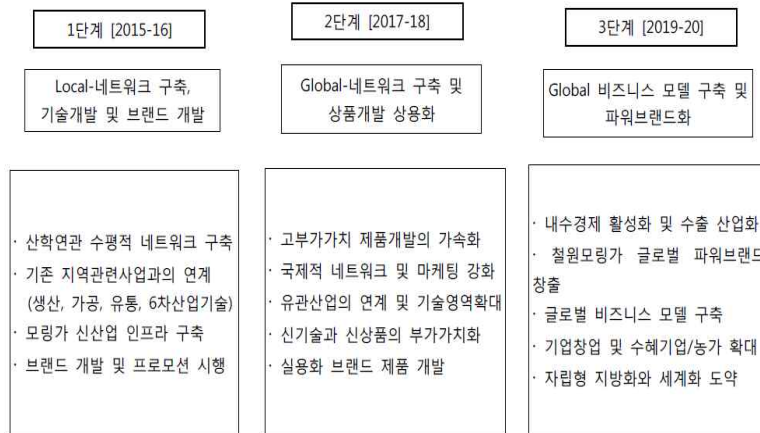 1단계 [2015-16]
Local-네트워크 구축,
기술개발 및 브랜드 개발
· 산학연관 수평적 네트워크 구축
· 기존 지역관련사업과의 연계
(생산, 가공, 유통, 6차산업기술)
· 모링가 신산업 인프라 구축
· 브랜드 개발 및 프로모션 시행
2단계 [2017-18]
Global-네트워크 구축 및
상품개발 상용화
· 고부가가치 제품개발의 가속화
· 국제적 네트워크 및 마케팅 강화
· 유관산업의 연계 및 기술영역확대
· 신기술과 신상품의 부가가치화
· 실용화 브랜드 제품 개발
3단계 [2019-20]
Global 비즈니스 모델 구축 및
파워브랜드화
· 내수경제 활성화 및 수출 산업화
· 철원모링가 글로벌 파워브랜드
창출
· 글로벌 비즈니스 모델 구축
· 기업창업 및 수혜기업/농가 확대
· 자립형 지방화와 세계화 도약